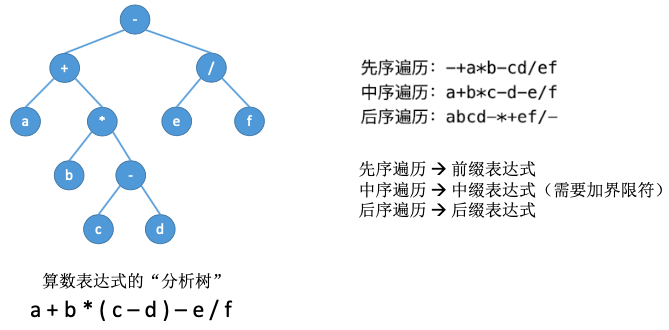 -
+
/
a
*
e
f
b
-
c
d
算数表达式的“分析树”
a + b * ( c – d ) – e / f
先序遍历：-+a*b-cd/ef
中序遍历：a+b*c-d-e/f
后序遍历：abcd-*+ef/-
先序遍历 → 前缀表达式
中序遍历 → 中缀表达式（需要加界限符）
后序遍历 → 后缀表达式